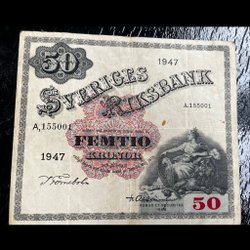 50
1947
SVERIGES
RIKSBANK
A,155001
A,155001
FEMTIO
1947
KRONOR
50